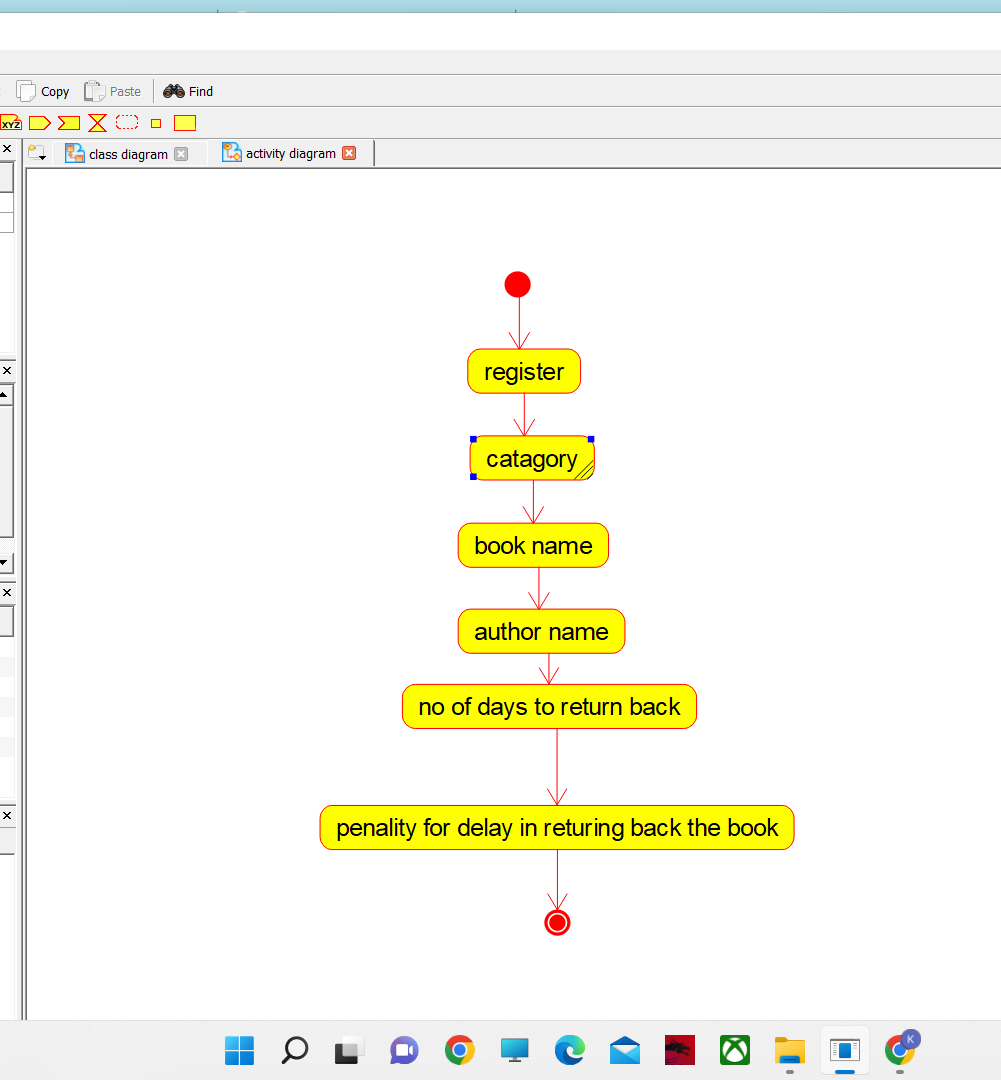 Copy Paste Find
XYZ
class diagram activity diagram
register
catagory
book name
author name
no of days to return back
penality for delay in returing back the book
K